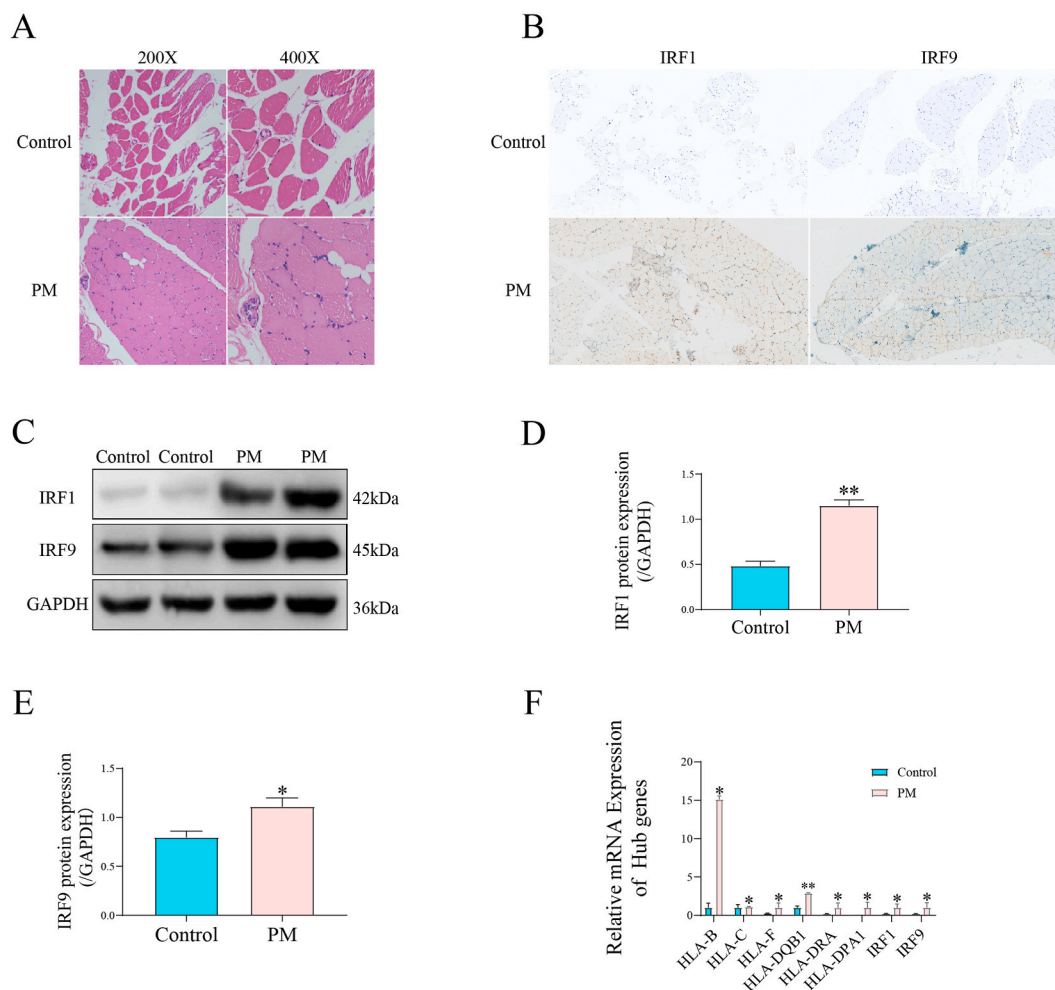 A
200X 400X
Control
PM
B
IRF1 IRF9
Control
PM
C
Control Control PM PM
IRF1 42kDa
IRF9 45kDa
GAPDH 36kDa
D
IRF1 protein expression
(/GAPDH)
1.5
1.0
0.5
0.0
**
Control PM
E
IRF9 protein expression
(/GAPDH)
1.5
1.0
0.5
0.0
*
Control PM
F
Relative mRNA Expression
of Hub genes
20
15
10
5
0
Control
PM
* * * ** * * * *
HLA-B
HLA-C
HLA-F
HLA-DQB1
HLA-DRA
HLA-DPA1
IRF1
IRF9